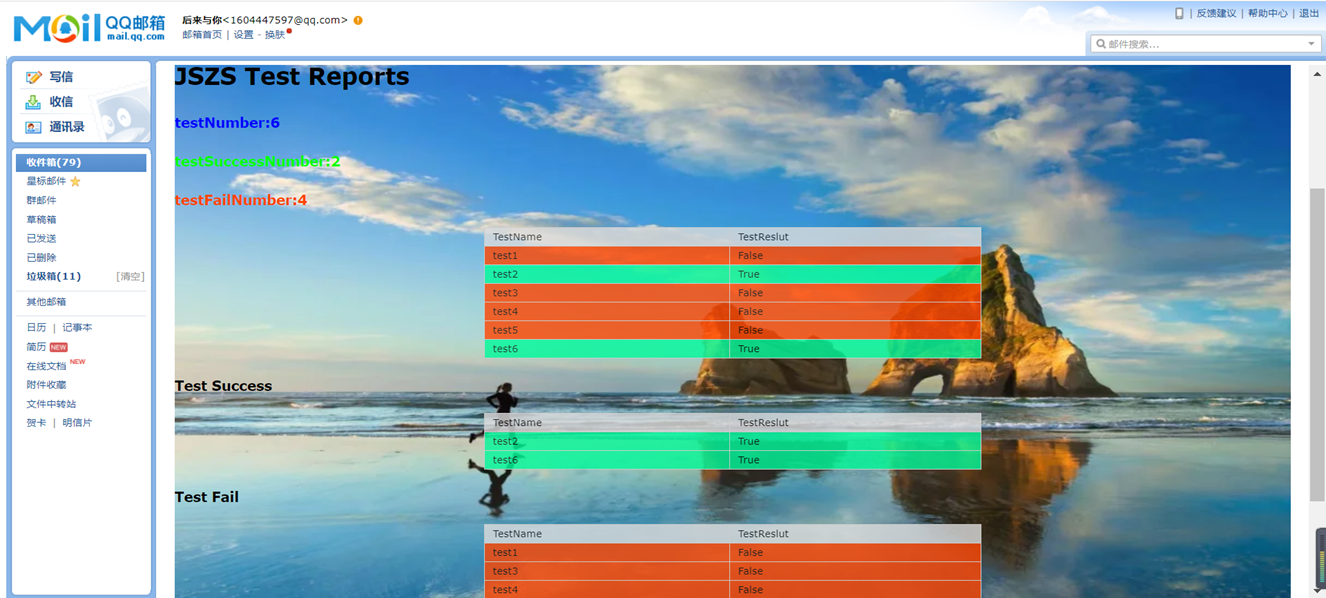 Mail QQ邮箱
mail.qq.com
后来与你<1604447597@qq.com>
邮箱首页 | 设置 - 换肤
反馈建议 | 帮助中心 | 退出
邮件搜索...
写信
收信
通讯录
收件箱(79)
星标邮件
群邮件
草稿箱
已发送
已删除
垃圾箱(11) [清空]
其他邮箱
日历 | 记事本
简历 NEW
在线文档 NEW
附件收藏
文件中转站
贺卡 | 明信片
JSZS Test Reports
testNumber:6
testSuccessNumber:2
testFailNumber:4
TestName TestReslut
test1 False
test2 True
test3 False
test4 False
test5 False
test6 True
Test Success
TestName TestReslut
test2 True
test6 True
Test Fail
TestName TestReslut
test1 False
test3 False
test4 False